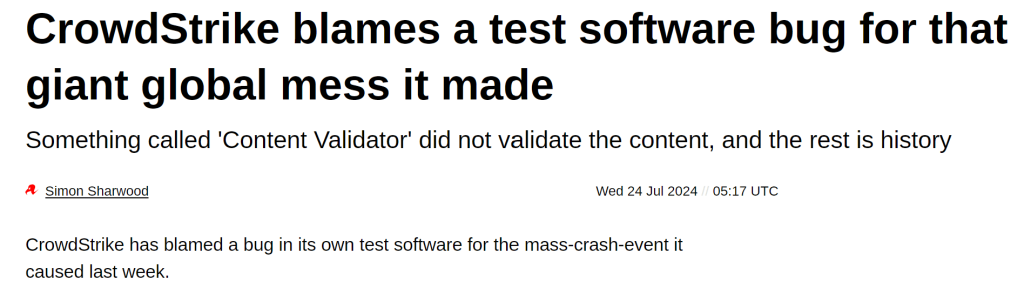 CrowdStrike blames a test software bug for that
giant global mess it made
Something called 'Content Validator' did not validate the content, and the rest is history
Simon Sharwood
Wed 24 Jul 2024 // 05:17 UTC
CrowdStrike has blamed a bug in its own test software for the mass-crash-event it
caused last week.